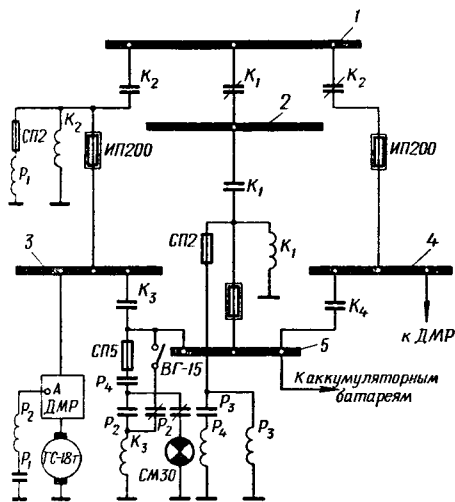 1
K2
K1
K2
2
СП2
K2
P1
ИП200
ИП200
K1
СП2
K1
3
4
K3
K4
к ДМР
5
СП5
ВГ-15
К аккумуляторным
батареям
P4
P3
A
ДМР
P2
P2
P2
P4
P3
K3
P1
ГС-18т
СМ30